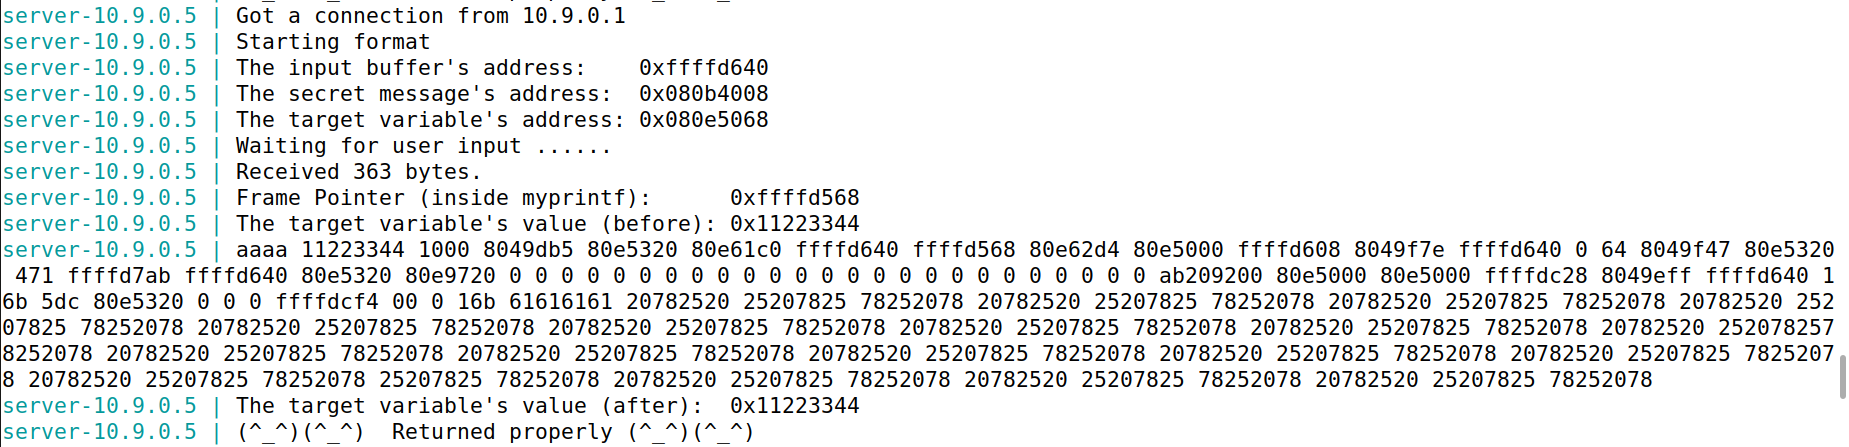 server-10.9.0.5 | Got a connection from 10.9.0.1
server-10.9.0.5 | Starting format
server-10.9.0.5 | The input buffer's address:    0xffffd640
server-10.9.0.5 | The secret message's address:  0x080b4008
server-10.9.0.5 | The target variable's address: 0x080e5068
server-10.9.0.5 | Waiting for user input ......
server-10.9.0.5 | Received 363 bytes.
server-10.9.0.5 | Frame Pointer (inside myprintf):      0xffffd568
server-10.9.0.5 | The target variable's value (before): 0x11223344
server-10.9.0.5 | aaaa 11223344 1000 8049db5 80e5320 80e61c0 ffffd640 ffffd568 80e62d4 80e5000 ffffd608 8049f7e ffffd640 0 64 8049f47 80e5320
 471 ffffd7ab ffffd640 80e5320 80e9720 0 0 0 0 0 0 0 0 0 0 0 0 0 0 0 0 0 0 0 0 0 0 0 0 0 ab209200 80e5000 80e5000 ffffdc28 8049eff ffffd640 1
6b 5dc 80e5320 0 0 0 ffffdcf4 00 0 16b 61616161 20782520 25207825 78252078 20782520 25207825 78252078 20782520 25207825 78252078 20782520 252
07825 78252078 20782520 25207825 78252078 20782520 25207825 78252078 20782520 25207825 78252078 20782520 25207825 78252078 20782520 252078257
8252078 20782520 25207825 78252078 20782520 25207825 78252078 20782520 25207825 78252078 20782520 25207825 78252078 20782520 25207825 7825207
8 20782520 25207825 78252078 25207825 78252078 20782520 25207825 78252078 20782520 25207825 78252078 20782520 25207825 78252078
server-10.9.0.5 | The target variable's value (after):  0x11223344
server-10.9.0.5 | (^_^)(^_^)  Returned properly (^_^)(^_^)